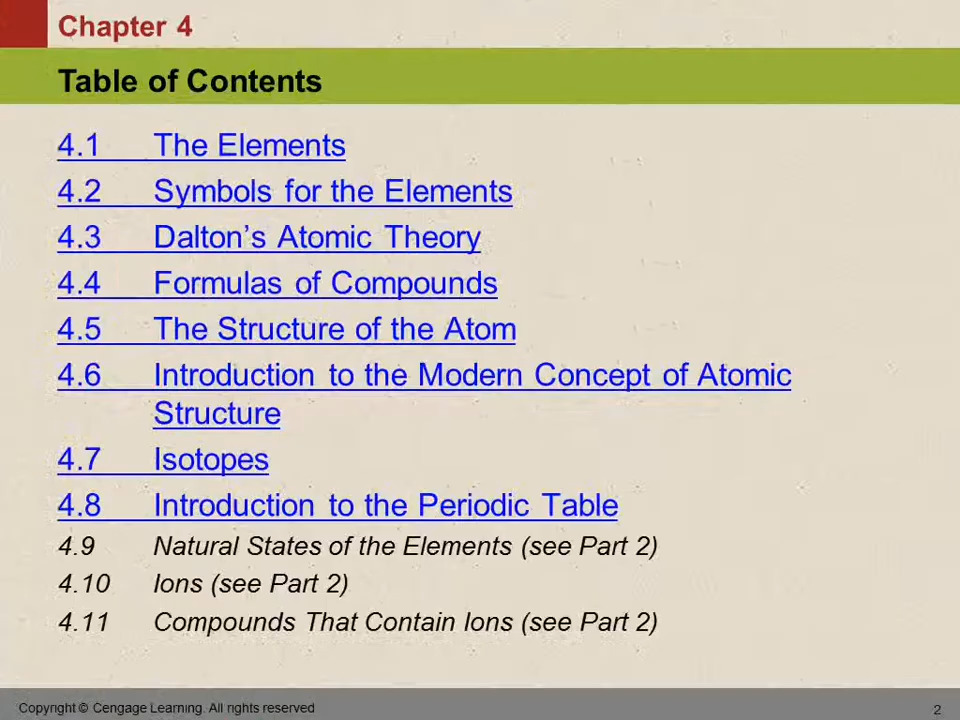 Chapter 4
Table of Contents
4.1 The Elements
4.2 Symbols for the Elements
4.3 Dalton’s Atomic Theory
4.4 Formulas of Compounds
4.5 The Structure of the Atom
4.6 Introduction to the Modern Concept of Atomic
Structure
4.7 Isotopes
4.8 Introduction to the Periodic Table
4.9 Natural States of the Elements (see Part 2)
4.10 Ions (see Part 2)
4.11 Compounds That Contain Ions (see Part 2)
Copyright © Cengage Learning. All rights reserved 2